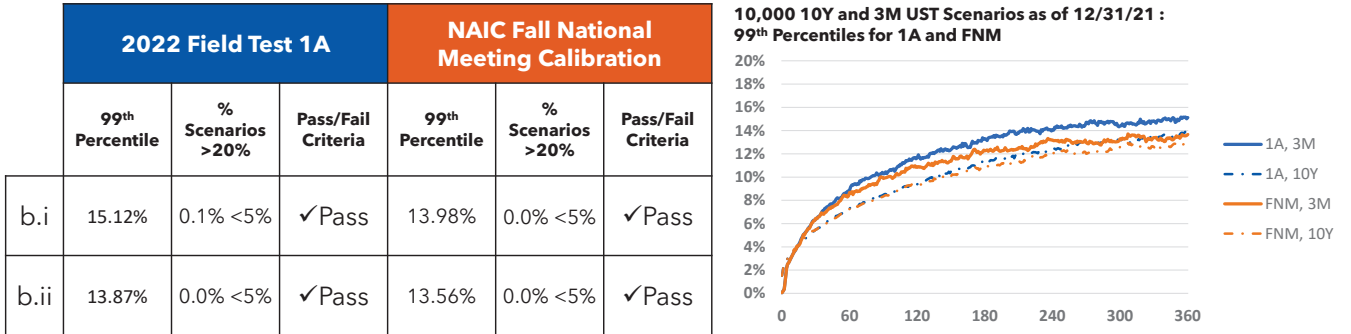 2022 Field Test 1A
NAIC Fall National
Meeting Calibration
99th
Percentile
%
Scenarios
>20%
Pass/Fail
Criteria
99th
Percentile
%
Scenarios
>20%
Pass/Fail
Criteria
b.i
15.12%
0.1% <5%
✓Pass
13.98%
0.0% <5%
✓Pass
b.ii
13.87%
0.0% <5%
✓Pass
13.56%
0.0% <5%
✓Pass
10,000 10Y and 3M UST Scenarios as of 12/31/21 :
99th Percentiles for 1A and FNM
20%
18%
16%
14%
12%
10%
8%
6%
4%
2%
0%
0 60 120 180 240 300 360
1A, 3M
1A, 10Y
FNM, 3M
FNM, 10Y